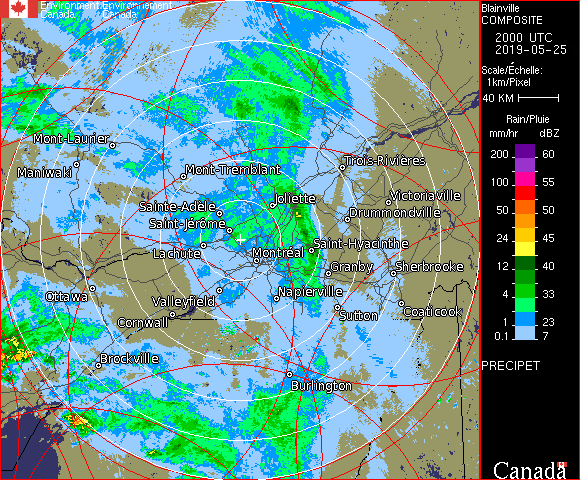 Environment Environnement
Canada Canada
Blainville
COMPOSITE
2000 UTC
2019-05-25
Scale/Échelle:
1km/Pixel
40 KM
Rain/Pluie
mm/hr dBZ
200 60
100 55
50 50
24 45
12 40
4 33
1 23
0.1 7
PRECIPET
Mont-Laurier
Maniwaki
Mont-Tremblant
Trois-Rivières
Sainte-Adele
Joliette
Victoriaville
Saint-Jérôme
Drummondville
Lachute
Montréal
Saint-Hyacinthe
Granby
Sherbrooke
Ottawa
Valleyfield
Napierville
Cornwall
Sutton
Coaticook
Brockville
Burlington
Canada